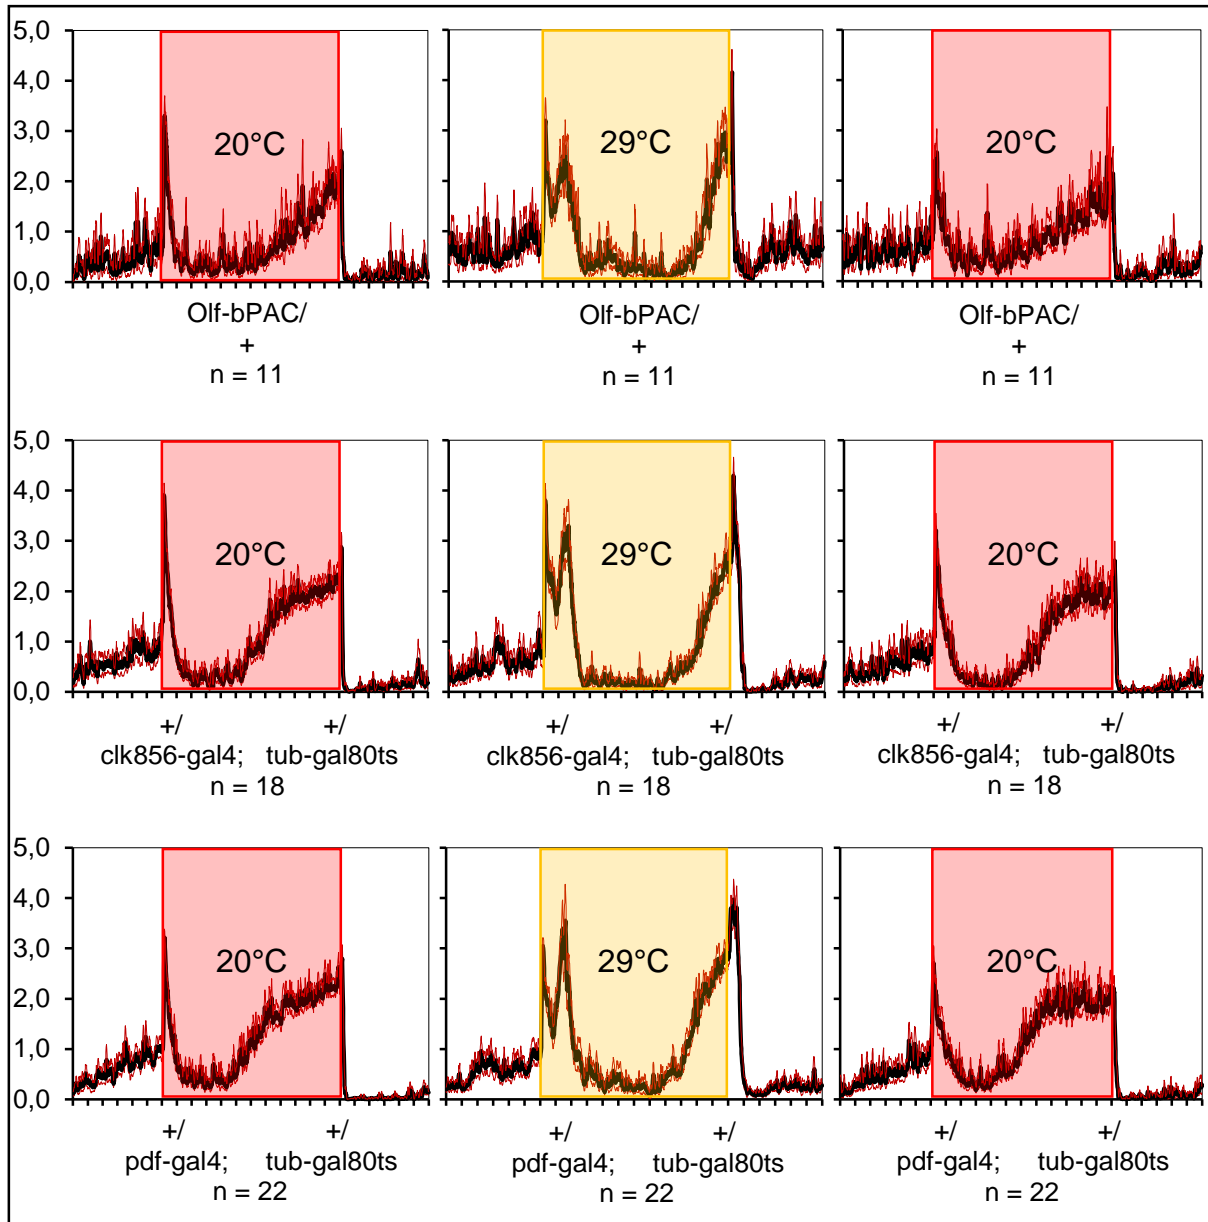 5,0
4,0
3,0
2,0
1,0
0,0
20°C
29°C
20°C
Olf-bPAC/
+
n = 11
Olf-bPAC/
+
n = 11
Olf-bPAC/
+
n = 11
5,0
4,0
3,0
2,0
1,0
0,0
20°C
29°C
20°C
+/ +/
clk856-gal4; tub-gal80ts
n = 18
+/ +/
clk856-gal4; tub-gal80ts
n = 18
+/ +/
clk856-gal4; tub-gal80ts
n = 18
5,0
4,0
3,0
2,0
1,0
0,0
20°C
29°C
20°C
+/ +/
pdf-gal4; tub-gal80ts
n = 22
+/ +/
pdf-gal4; tub-gal80ts
n = 22
+/ +/
pdf-gal4; tub-gal80ts
n = 22